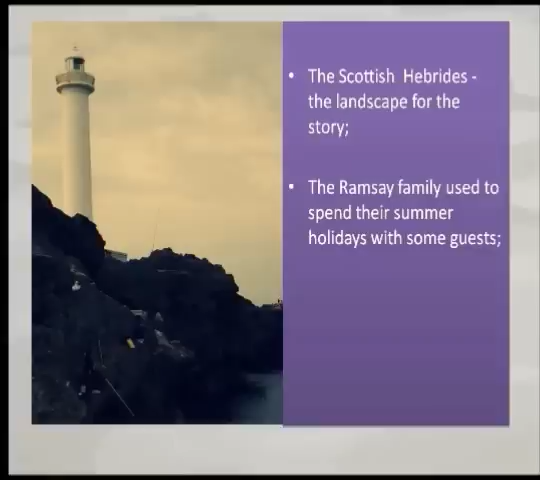 • The Scottish Hebrides -
the landscape for the
story;
• The Ramsay family used to
spend their summer
holidays with some guests;